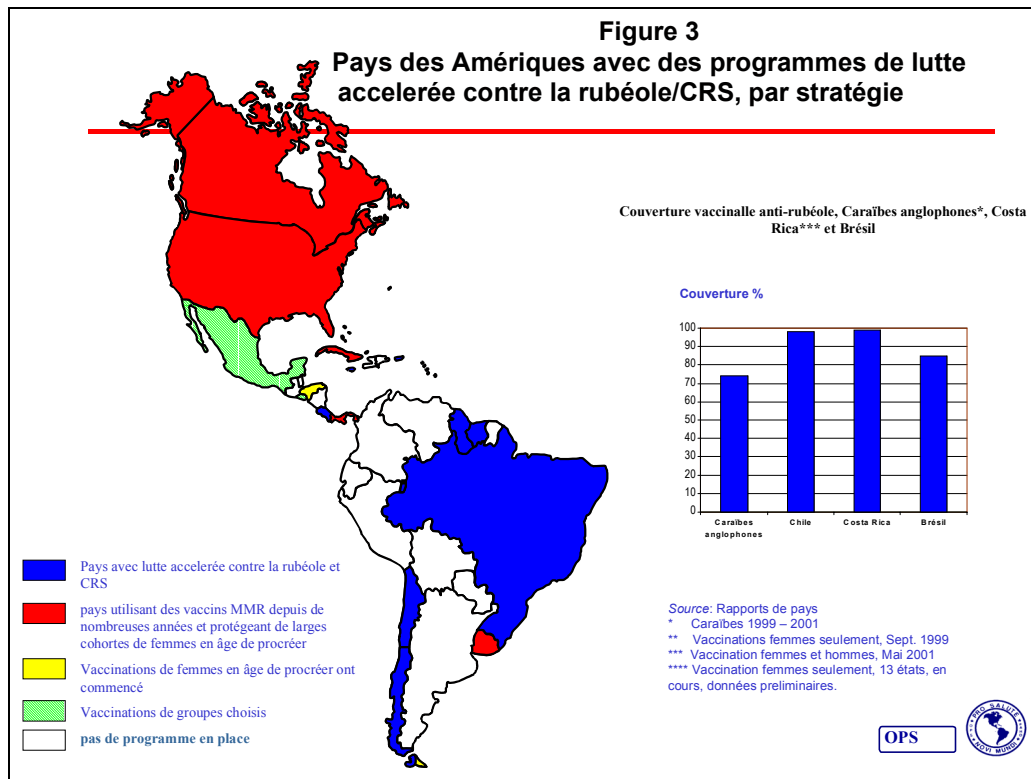 Figure 3
Pays des Amériques avec des programmes de lutte
accelerée contre la rubéole/CRS, par stratégie
Couverture vaccinalle anti-rubéole, Caraïbes anglophones*, Costa
Rica*** et Brésil
Couverture %
100
90
80
70
60
50
40
30
20
10
0
Caraïbes
anglophones
Chile
Costa Rica
Brésil
Pays avec lutte accelerée contre la rubéole et
CRS
pays utilisant des vaccins MMR depuis de
nombreuses années et protégeant de larges
cohortes de femmes en âge de procréer
Vaccinations de femmes en âge de procréer ont
commencé
Vaccinations de groupes choisis
pas de programme en place
Source: Rapports de pays
* Caraïbes 1999 – 2001
** Vaccinations femmes seulement, Sept. 1999
*** Vaccination femmes et hommes, Mai 2001
**** Vaccination femmes seulement, 13 états, en
cours, données preliminaires.
OPS
PRO SALUTE
NOVI MUNDI